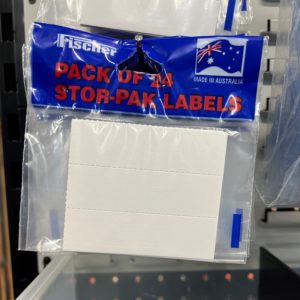 Fischer
PACK OF 24
STOR-PAK LABELS
MADE IN AUSTRALIA